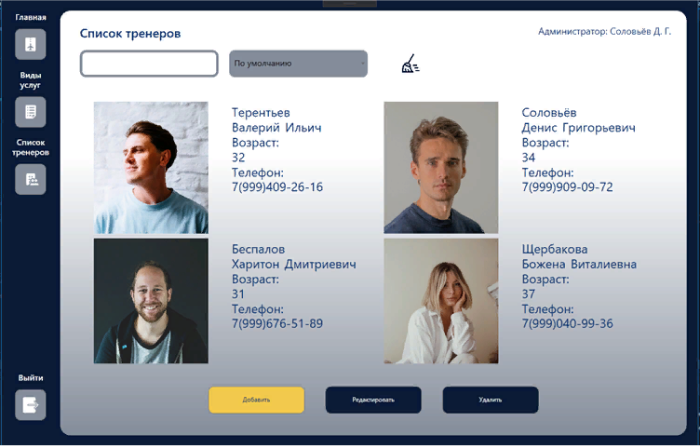 Главная
Виды
услуг
Список
тренеров
Выйти
Список тренеров
Администратор: Соловьёв Д. Г.
По умолчанию
Терентьев
Валерий Ильич
Возраст:
32
Телефон:
7(999)409-26-16
Соловьёв
Денис Григорьевич
Возраст:
34
Телефон:
7(999)909-09-72
Беспалов
Харитон Дмитриевич
Возраст:
31
Телефон:
7(999)676-51-89
Щербакова
Божена Виталиевна
Возраст:
37
Телефон:
7(999)040-99-36
Добавить
Редактировать
Удалить